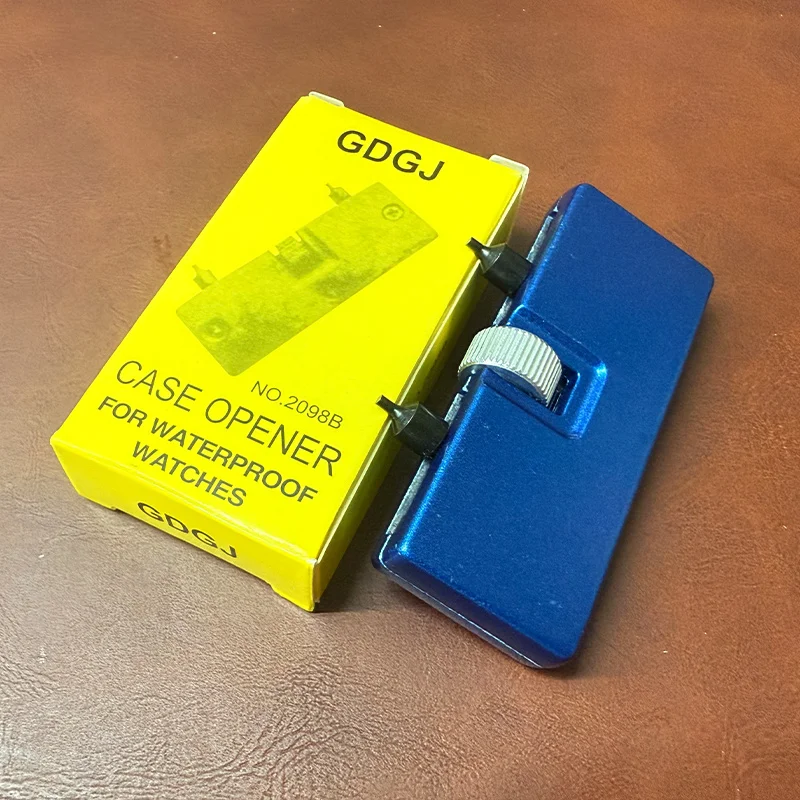 GDGJ
NO.2098B
CASE OPENER
FOR WATERPROOF
WATCHES
GDGJ